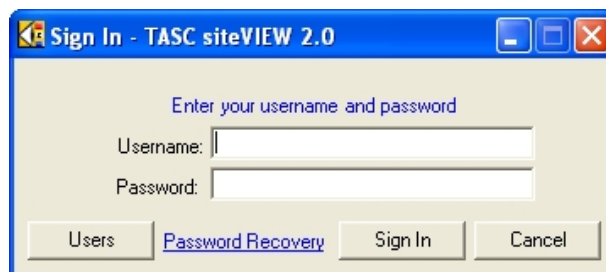 Sign In - TASC siteVIEW 2.0
Enter your username and password
Username:
Password:
Users Password Recovery Sign In Cancel